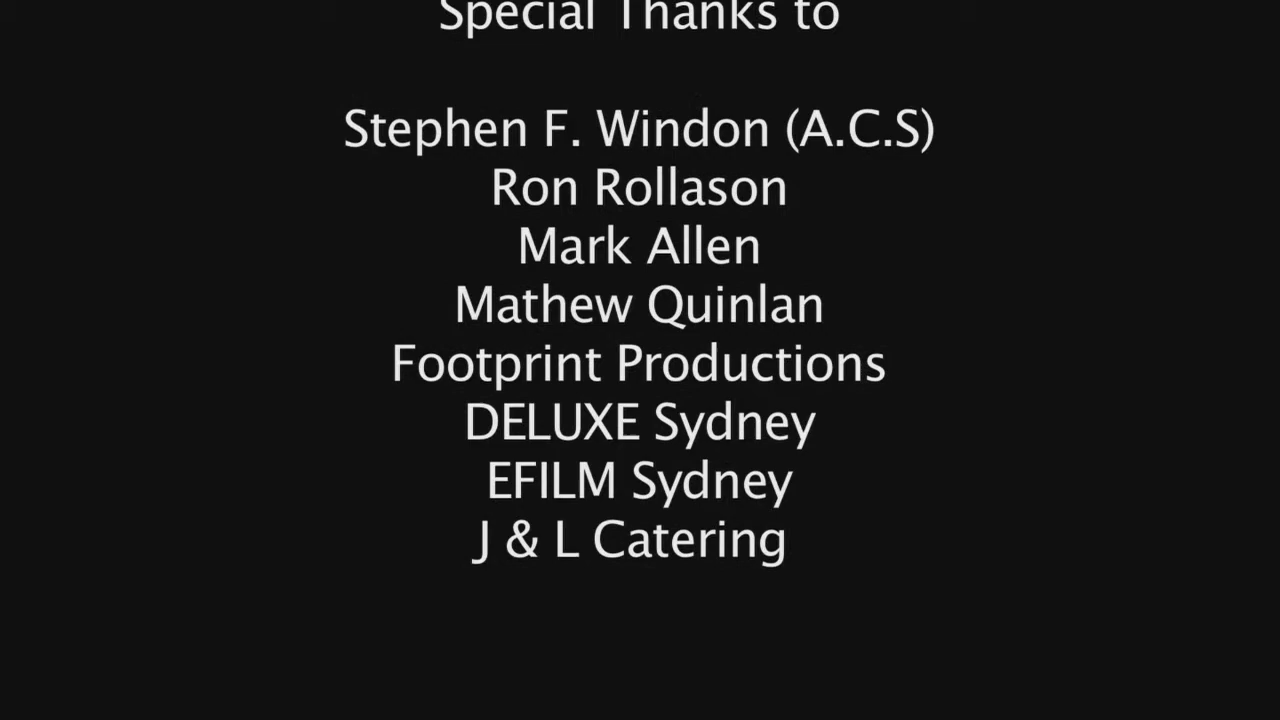 Special Thanks to
Stephen F. Windon (A.C.S)
Ron Rollason
Mark Allen
Mathew Quinlan
Footprint Productions
DELUXE Sydney
EFILM Sydney
J & L Catering